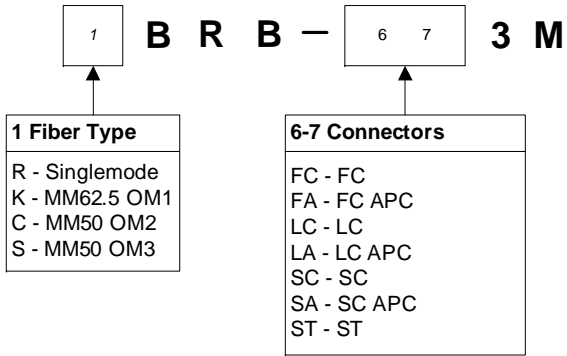 1 B R B – 6 7 3 M
1 Fiber Type
R - Singlemode
K - MM62.5 OM1
C - MM50 OM2
S - MM50 OM3
6-7 Connectors
FC - FC
FA - FC APC
LC - LC
LA - LC APC
SC - SC
SA - SC APC
ST - ST